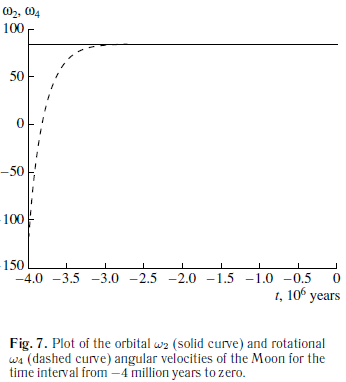 ω₂, ω₄
100
50
0
−50
100
150
−4.0 −3.5 −3.0 −2.5 −2.0 −1.5 −1.0 −0.5 0
t, 10⁶ years
Fig. 7. Plot of the orbital ω₂ (solid curve) and rotational
ω₄ (dashed curve) angular velocities of the Moon for the
time interval from −4 million years to zero.